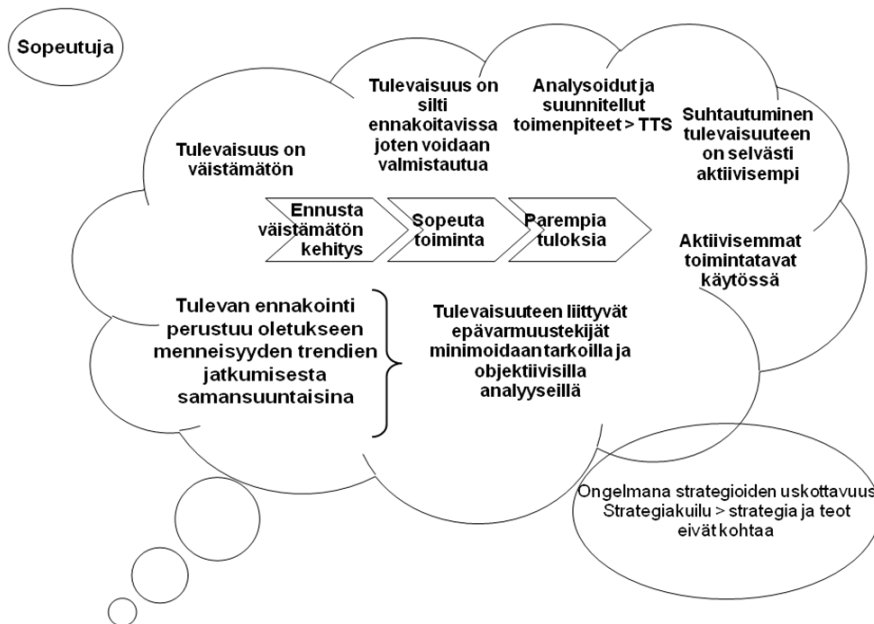 Sopeutuja
Tulevaisuus on
väistämätön
Tulevaisuus on
silti
ennakoitavissa
joten voidaan
valmistautua
Analysoidut ja
suunnitellut
toimenpiteet > TTS
Suhtautuminen
tulevaisuuteen
on selvästi
aktiivisempi
Ennusta
väistämätön
kehitys
Sopeuta
toiminta
Parempia
tuloksia
Aktiivisemmat
toimintatavat
käytössä
Tulevan ennakointi
perustuu oletukseen
menneisyyden trendien
jatkumisesta
samansuuntaisina
Tulevaisuuteen liittyvät
epävarmuustekijät
minimoidaan tarkoilla ja
objektiivisilla
analyyseillä
Ongelmana strategioiden uskottavuus
Strategiakuilu > strategia ja teot
eivät kohtaa